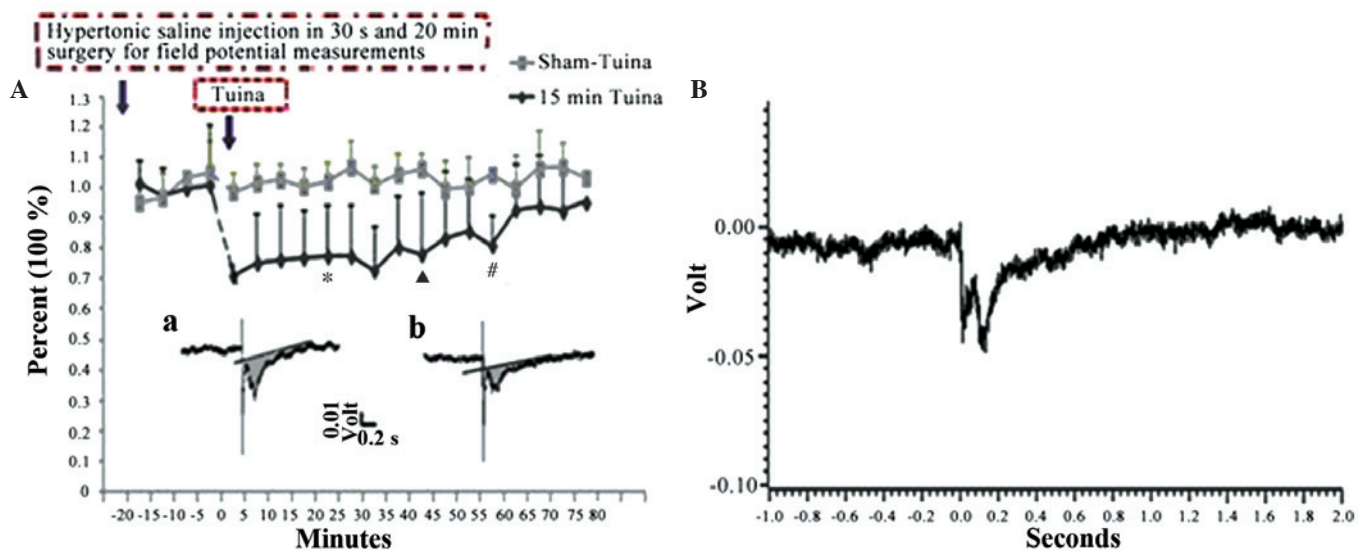 Hypertonic saline injection in 30 s and 20 min
surgery for field potential measurements
Sham-Tuina
15 min Tuina
A
Tuina
B
Percent (100 %)
1.3
1.2
1.1
1.0
0.9
0.8
0.7
0.6
0.5
0.4
0.3
0.2
0.1
0
* ▲ #
a b
0.01
Volt
0.2 s
-20 -15 -10 -5 0 5 10 15 20 25 30 35 40 45 50 55 60 65 70 75 80
Minutes
Volt
0.00
-0.05
-0.10
-1.0 -0.8 -0.6 -0.4 -0.2 0.0 0.2 0.4 0.6 0.8 1.0 1.2 1.4 1.6 1.8 2.0
Seconds